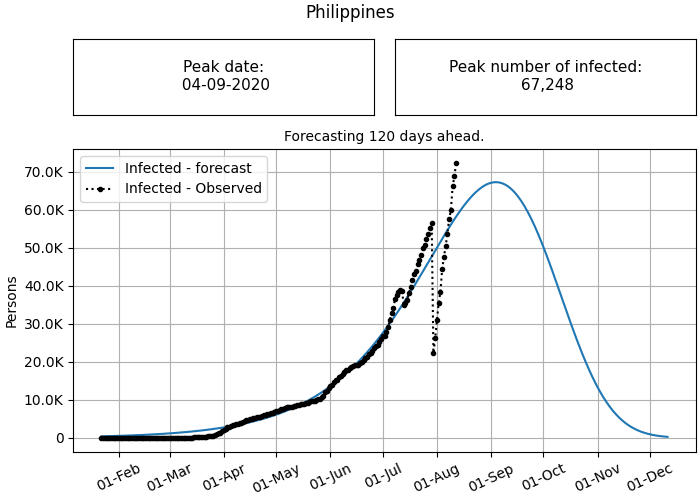 Philippines
Peak date:
04-09-2020
Peak number of infected:
67,248
Forecasting 120 days ahead.
Infected - forecast
Infected - Observed
Persons
70.0K
60.0K
50.0K
40.0K
30.0K
20.0K
10.0K
0
01-Feb
01-Mar
01-Apr
01-May
01-Jun
01-Jul
01-Aug
01-Sep
01-Oct
01-Nov
01-Dec